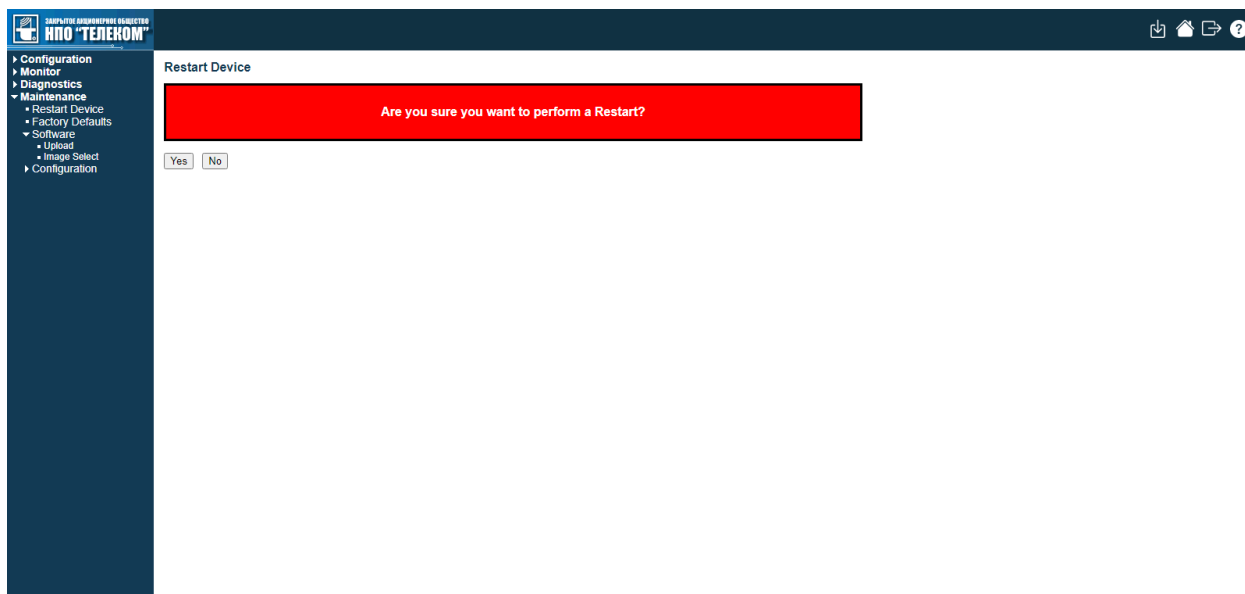 ЗАКРЫТОЕ АКЦИОНЕРНОЕ ОБЩЕСТВО
НПО "ТЕЛЕКОМ"
Configuration
Monitor
Diagnostics
Maintenance
Restart Device
Factory Defaults
Software
Upload
Image Select
Configuration
Restart Device
Are you sure you want to perform a Restart?
Yes No
?